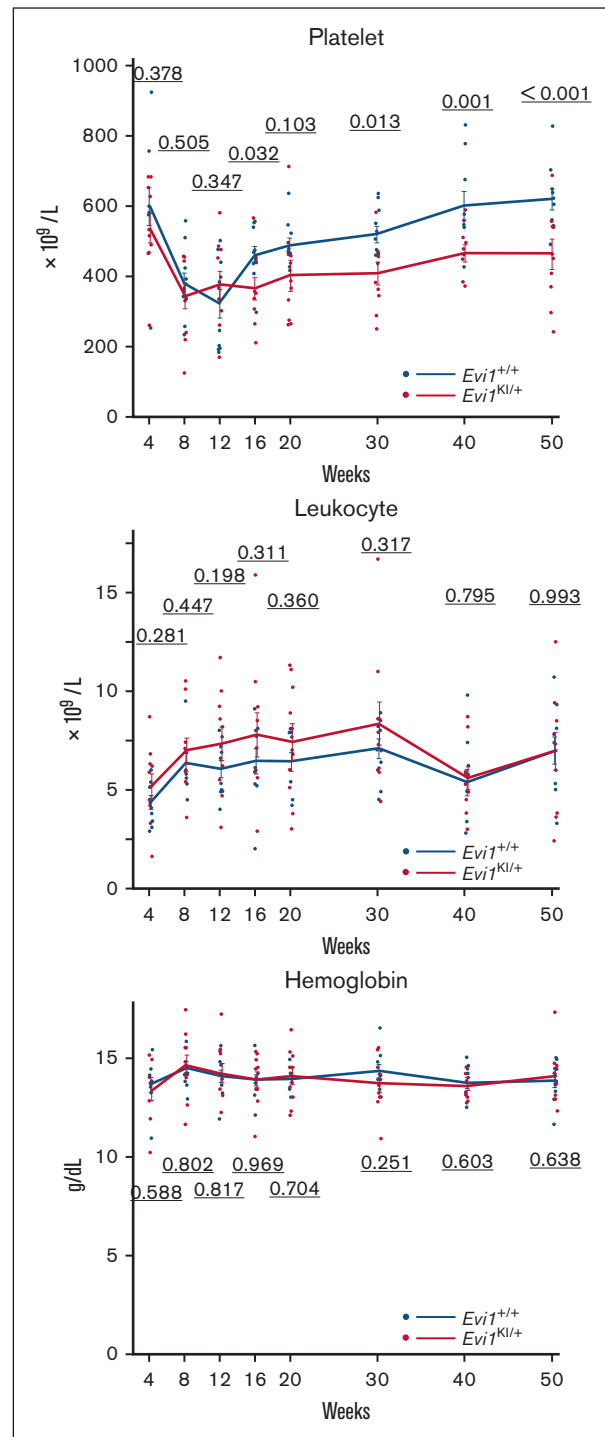 Platelet
1000
800
600
400
200
0
× 10⁹/L
0.378
0.505
0.347
0.032
0.103
0.013
0.001
< 0.001
Evi1+/+
Evi1KI/+
4 8 12 16 20 30 40 50
Weeks
Leukocyte
15
10
5
0
× 10⁹/L
0.281
0.447
0.198
0.311
0.360
0.317
0.795
0.993
Evi1+/+
Evi1KI/+
4 8 12 16 20 30 40 50
Weeks
Hemoglobin
15
10
5
0
g/dL
0.588
0.802
0.817
0.969
0.704
0.251
0.603
0.638
Evi1+/+
Evi1KI/+
4 8 12 16 20 30 40 50
Weeks